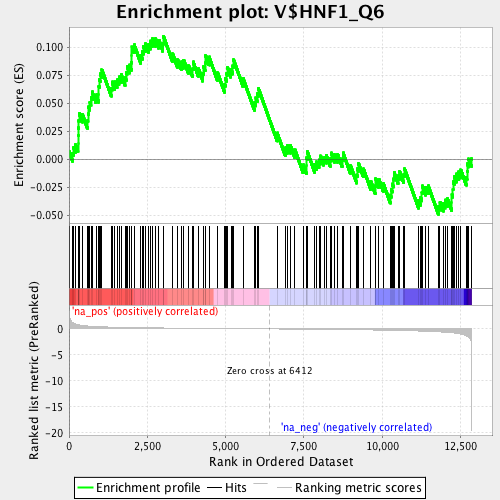 Enrichment plot: V$HNF1_Q6
Enrichment score (ES)
0.100
0.075
0.050
0.025
0.000
-0.025
-0.050
'na_pos' (positively correlated)
Ranked list metric (PreRanked)
5
0
-5
-10
-15
-20
Zero cross at 6412
'na_neg' (negatively correlated)
0
2,500
5,000
7,500
10,000
12,500
Rank in Ordered Dataset
Enrichment profile
Hits
Ranking metric scores